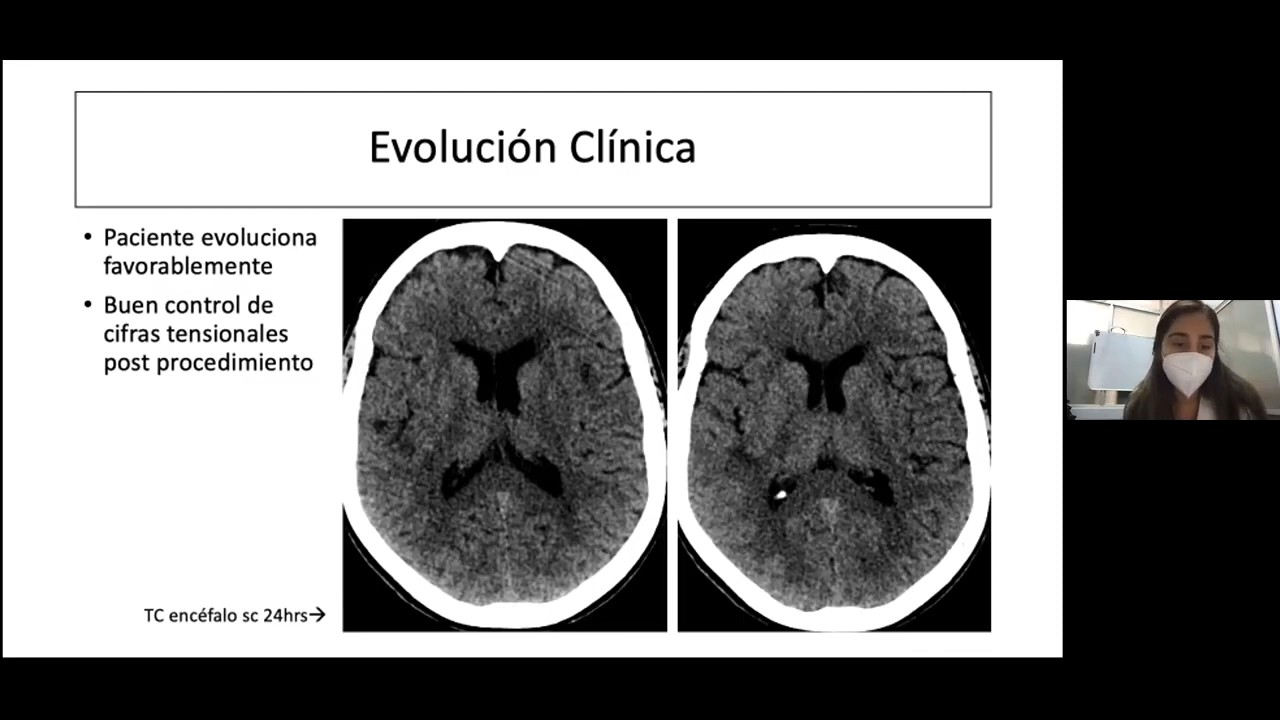 Evolución Clínica
• Paciente evoluciona
favorablemente
• Buen control de
cifras tensionales
post procedimiento
TC encéfalo sc 24hrs→